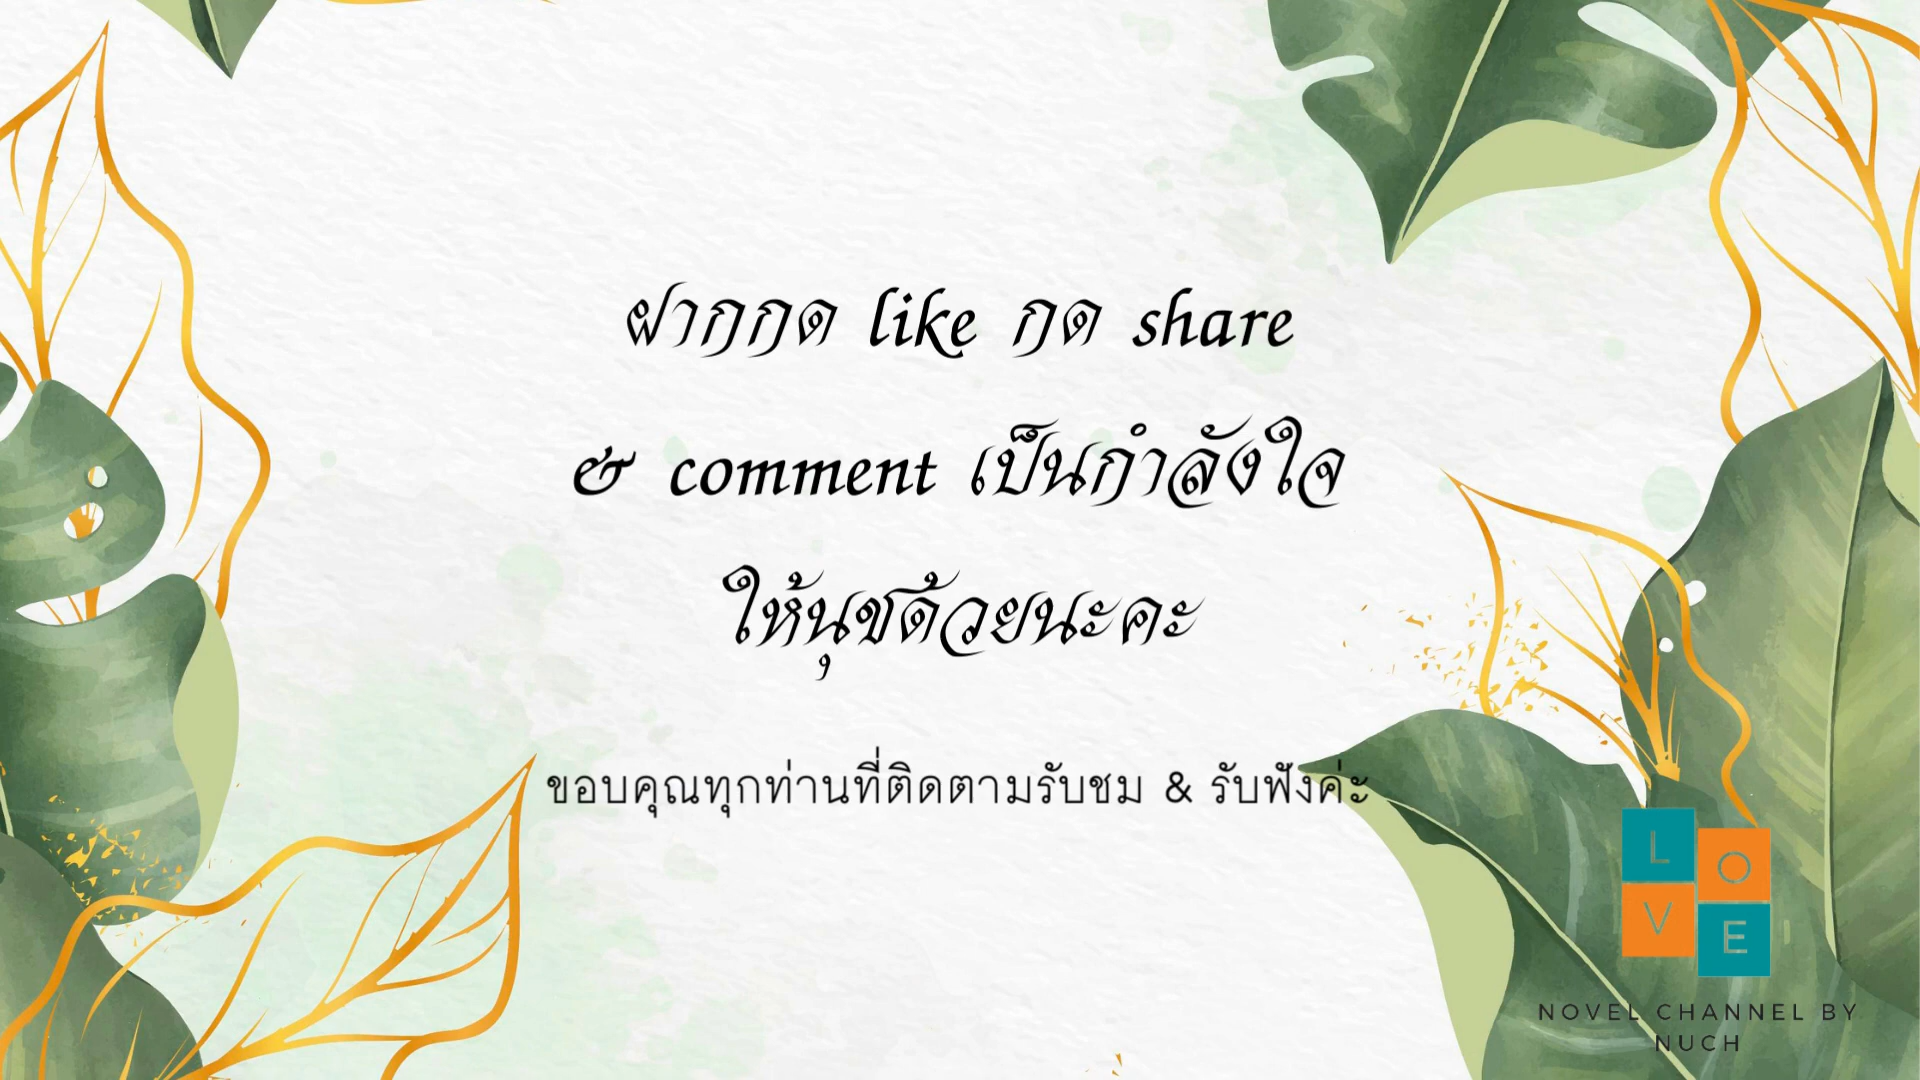 ฝากกด like กด share
& comment เป็นกำลังใจ
ให้นุชด้วยนะคะ
ขอบคุณทุกท่านที่ติดตามรับชม & รับฟังค่ะ
L O
V E
NOVEL CHANNEL BY
NUCH